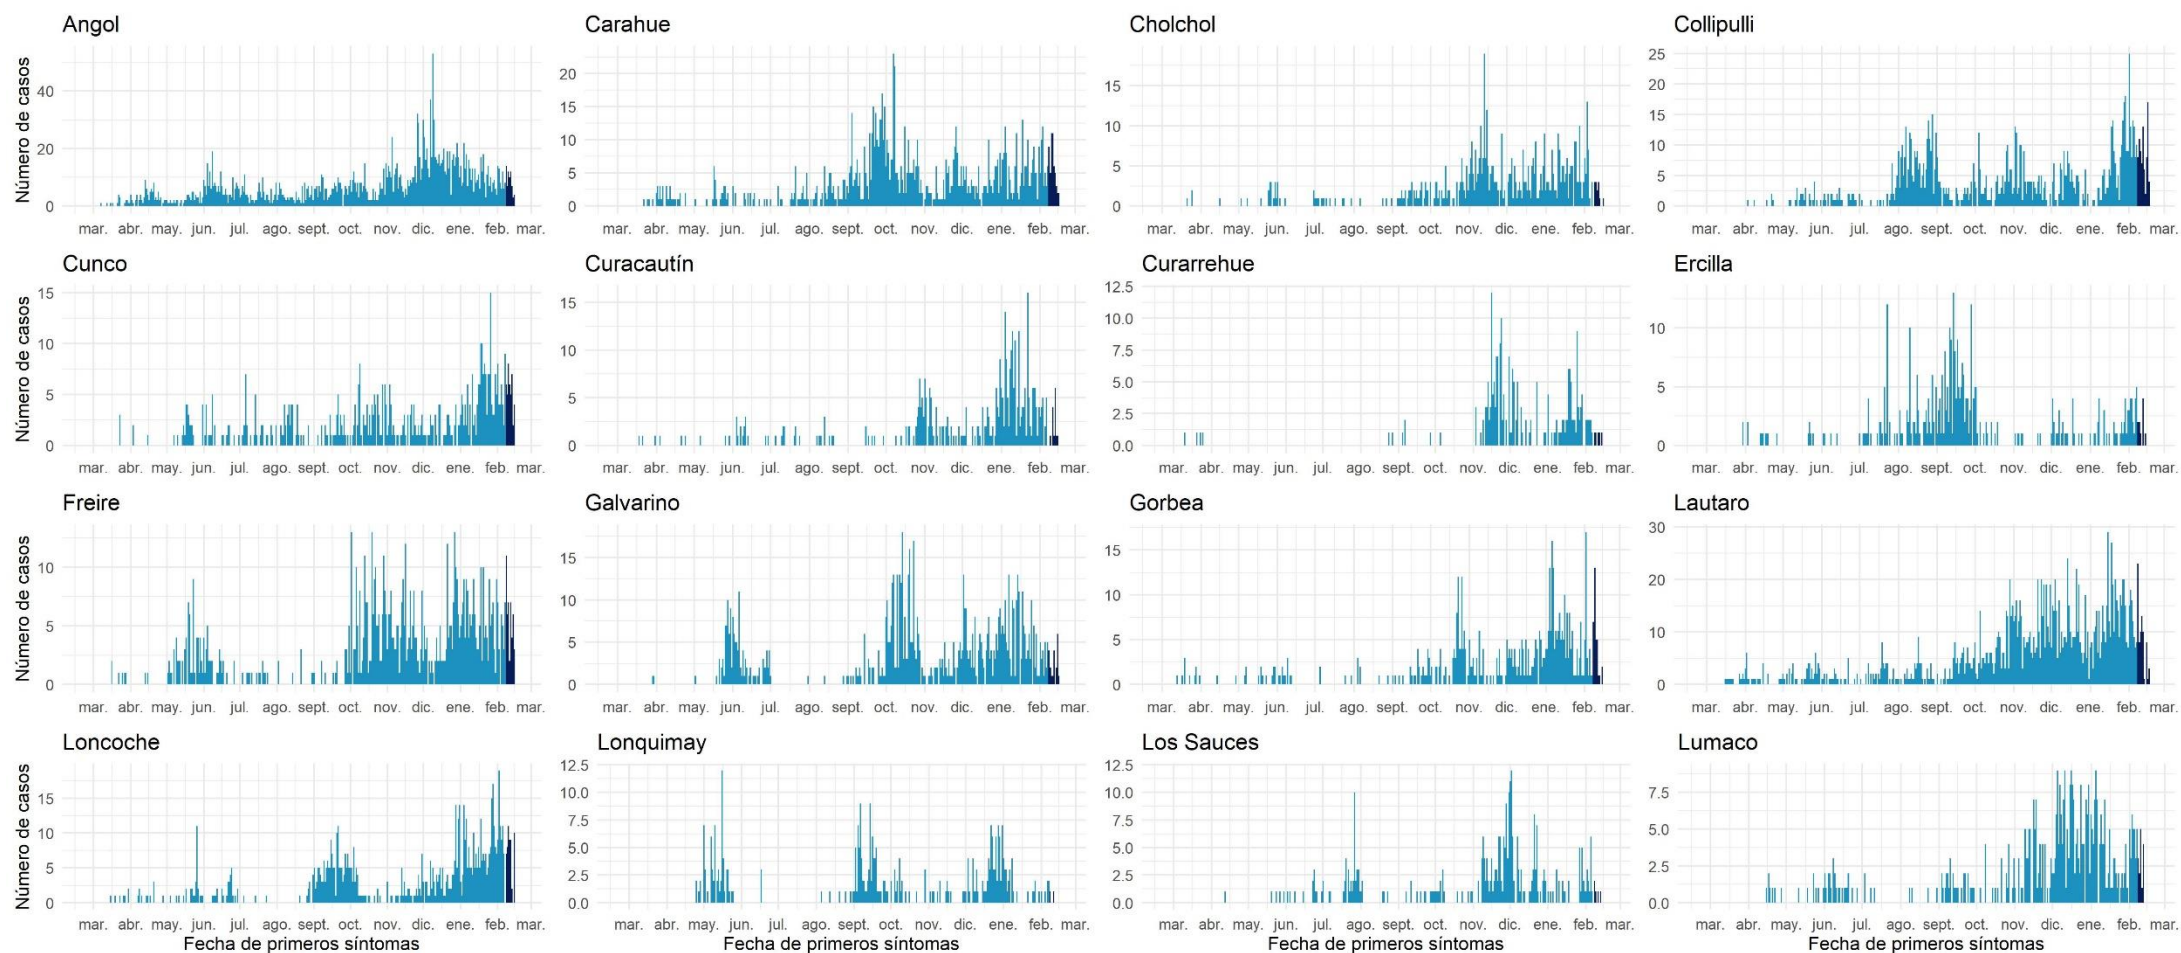 Angol Carahue Cholchol Collipulli
Número de casos
40
20
0
20
15
10
5
0
15
10
5
0
25
20
15
10
5
0
mar. abr. may. jun. jul. ago. sept. oct. nov. dic. ene. feb. mar.
mar. abr. may. jun. jul. ago. sept. oct. nov. dic. ene. feb. mar.
mar. abr. may. jun. jul. ago. sept. oct. nov. dic. ene. feb. mar.
mar. abr. may. jun. jul. ago. sept. oct. nov. dic. ene. feb. mar.
Cunco Curacautín Curarrehue Ercilla
Número de casos
15
10
5
0
15
10
5
0
12.5
10.0
7.5
5.0
2.5
0.0
10
5
0
mar. abr. may. jun. jul. ago. sept. oct. nov. dic. ene. feb. mar.
mar. abr. may. jun. jul. ago. sept. oct. nov. dic. ene. feb. mar.
mar. abr. may. jun. jul. ago. sept. oct. nov. dic. ene. feb. mar.
mar. abr. may. jun. jul. ago. sept. oct. nov. dic. ene. feb. mar.
Freire Galvarino Gorbea Lautaro
Número de casos
10
5
0
15
10
5
0
15
10
5
0
30
20
10
0
mar. abr. may. jun. jul. ago. sept. oct. nov. dic. ene. feb. mar.
mar. abr. may. jun. jul. ago. sept. oct. nov. dic. ene. feb. mar.
mar. abr. may. jun. jul. ago. sept. oct. nov. dic. ene. feb. mar.
mar. abr. may. jun. jul. ago. sept. oct. nov. dic. ene. feb. mar.
Loncoche Lonquimay Los Sauces Lumaco
Número de casos
15
10
5
0
12.5
10.0
7.5
5.0
2.5
0.0
12.5
10.0
7.5
5.0
2.5
0.0
7.5
5.0
2.5
0.0
mar. abr. may. jun. jul. ago. sept. oct. nov. dic. ene. feb. mar.
mar. abr. may. jun. jul. ago. sept. oct. nov. dic. ene. feb. mar.
mar. abr. may. jun. jul. ago. sept. oct. nov. dic. ene. feb. mar.
mar. abr. may. jun. jul. ago. sept. oct. nov. dic. ene. feb. mar.
Fecha de primeros síntomas
Fecha de primeros síntomas
Fecha de primeros síntomas
Fecha de primeros síntomas